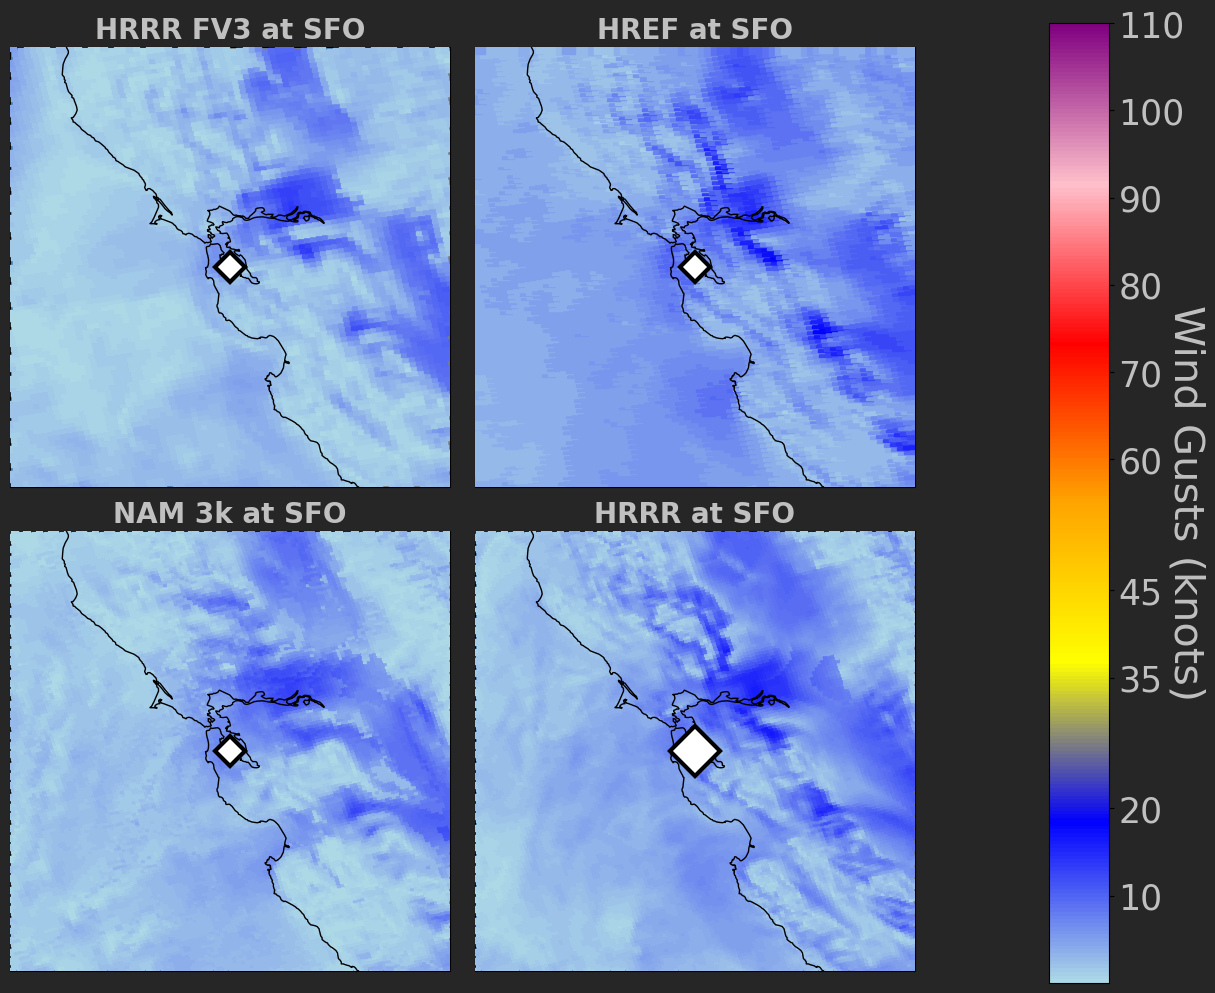 HRRR FV3 at SFO
HREF at SFO
NAM 3k at SFO
HRRR at SFO
110
100
90
80
70
60
45
35
20
10
Wind Gusts (knots)